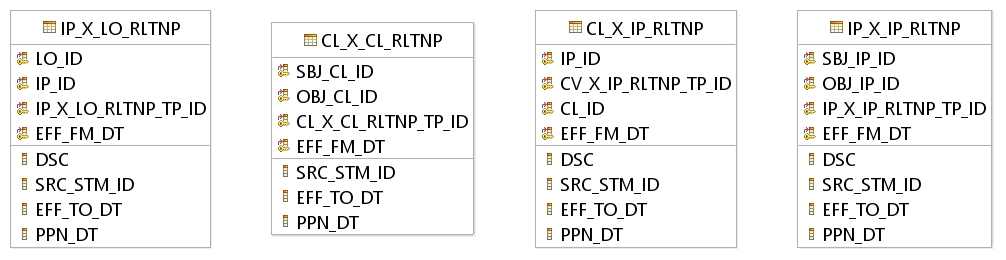 IP_X_LO_RLTNP
LO_ID
IP_ID
IP_X_LO_RLTNP_TP_ID
EFF_FM_DT
DSC
SRC_STM_ID
EFF_TO_DT
PPN_DT
CL_X_CL_RLTNP
SBJ_CL_ID
OBJ_CL_ID
CL_X_CL_RLTNP_TP_ID
EFF_FM_DT
SRC_STM_ID
EFF_TO_DT
PPN_DT
CL_X_IP_RLTNP
IP_ID
CV_X_IP_RLTNP_TP_ID
CL_ID
EFF_FM_DT
DSC
SRC_STM_ID
EFF_TO_DT
PPN_DT
IP_X_IP_RLTNP
SBJ_IP_ID
OBJ_IP_ID
IP_X_IP_RLTNP_TP_ID
EFF_FM_DT
DSC
SRC_STM_ID
EFF_TO_DT
PPN_DT